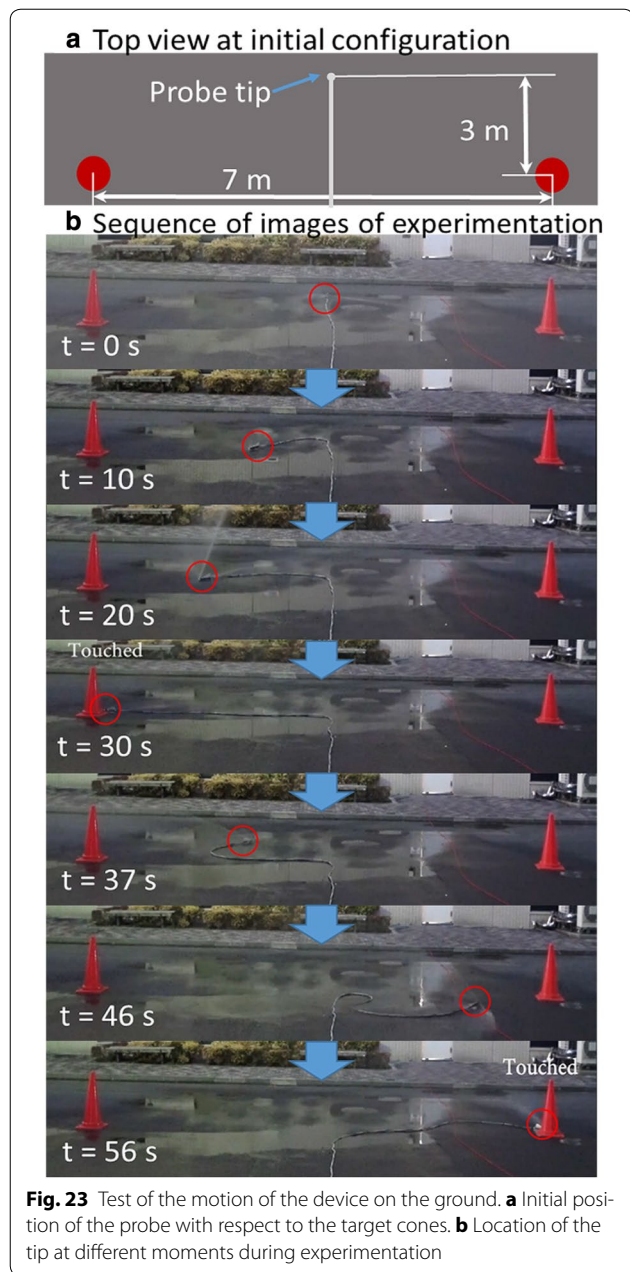 a Top view at initial configuration
Probe tip
3 m
7 m
b Sequence of images of experimentation
t = 0 s
t = 10 s
t = 20 s
Touched
t = 30 s
t = 37 s
t = 46 s
Touched
t = 56 s
Fig. 23 Test of the motion of the device on the ground. a Initial posi-
tion of the probe with respect to the target cones. b Location of the
tip at different moments during experimentation